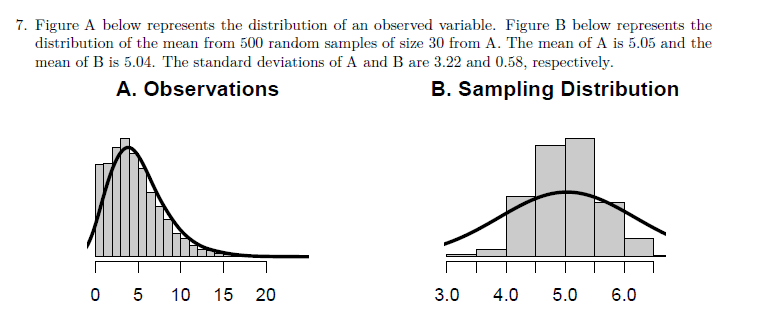 7. Figure A below represents the distribution of an observed variable. Figure B below represents the
distribution of the mean from 500 random samples of size 30 from A. The mean of A is 5.05 and the
mean of B is 5.04. The standard deviations of A and B are 3.22 and 0.58, respectively.
A. Observations
0 5 10 15 20
B. Sampling Distribution
3.0 4.0 5.0 6.0